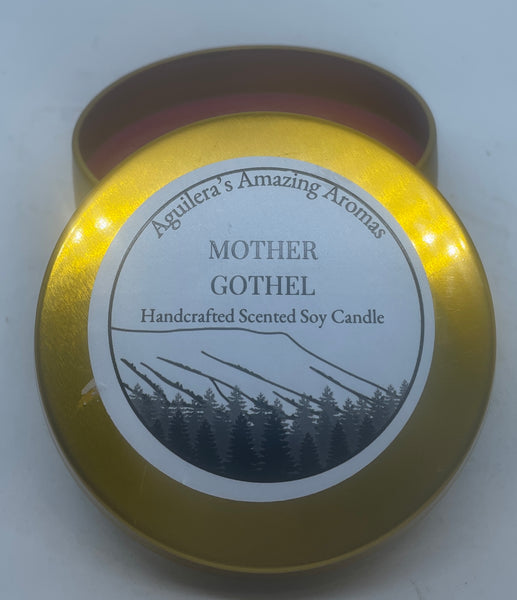 Aguilera's Amazing Aromas
MOTHER
GOTHEL
Handcrafted Scented Soy Candle